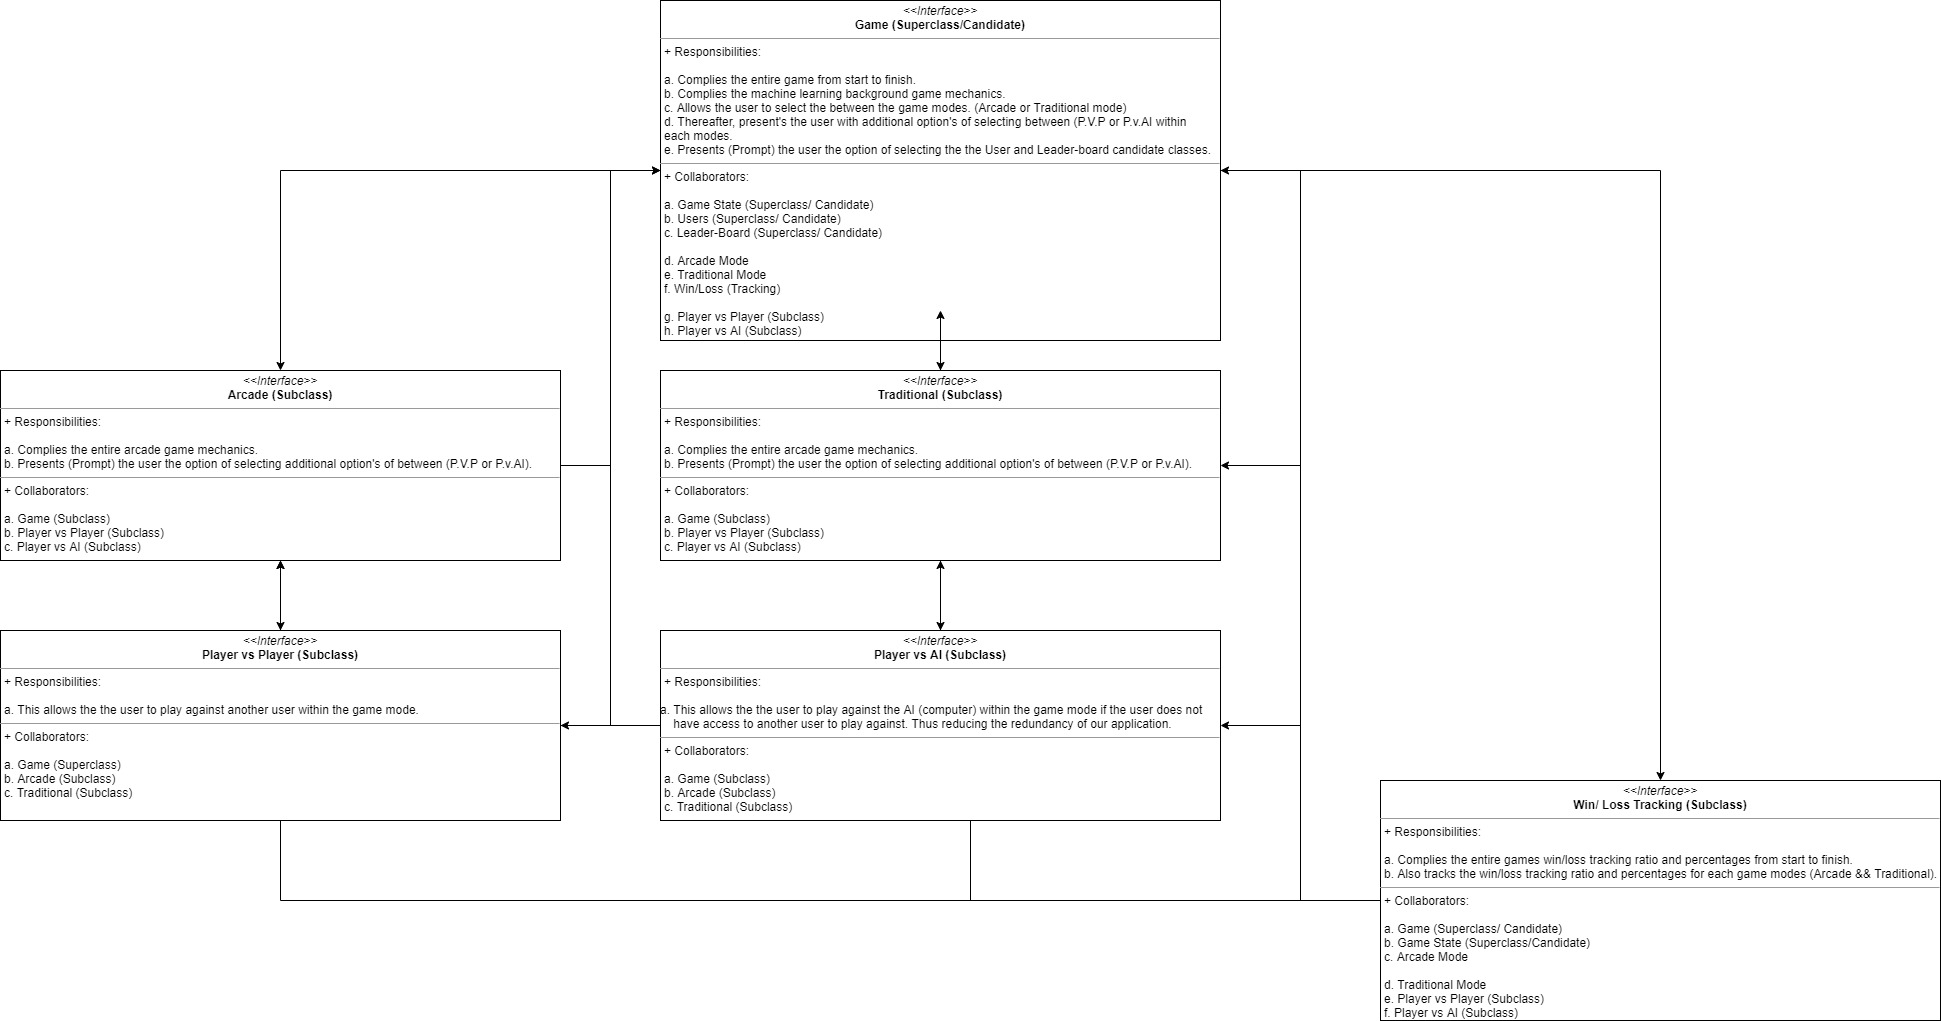 <<Interface>>
Game (Superclass/Candidate)
+ Responsibilities:
a. Complies the entire game from start to finish.
b. Complies the machine learning background game mechanics.
c. Allows the user to select the between the game modes. (Arcade or Traditional mode)
d. Thereafter, present's the user with additional option's of selecting between (P.V.P or P.v.AI within
each modes.
e. Presents (Prompt) the user the option of selecting the the User and Leader-board candidate classes.
+ Collaborators:
a. Game State (Superclass/ Candidate)
b. Users (Superclass/ Candidate)
c. Leader-Board (Superclass/ Candidate)
d. Arcade Mode
e. Traditional Mode
f. Win/Loss (Tracking)
g. Player vs Player (Subclass)
h. Player vs AI (Subclass)
<<Interface>>
Arcade (Subclass)
+ Responsibilities:
a. Complies the entire arcade game mechanics.
b. Presents (Prompt) the user the option of selecting additional option's of between (P.V.P or P.v.AI).
+ Collaborators:
a. Game (Subclass)
b. Player vs Player (Subclass)
c. Player vs AI (Subclass)
<<Interface>>
Traditional (Subclass)
+ Responsibilities:
a. Complies the entire arcade game mechanics.
b. Presents (Prompt) the user the option of selecting additional option's of between (P.V.P or P.v.AI).
+ Collaborators:
a. Game (Subclass)
b. Player vs Player (Subclass)
c. Player vs AI (Subclass)
<<Interface>>
Player vs Player (Subclass)
+ Responsibilities:
a. This allows the the user to play against another user within the game mode.
+ Collaborators:
a. Game (Superclass)
b. Arcade (Subclass)
c. Traditional (Subclass)
<<Interface>>
Player vs AI (Subclass)
+ Responsibilities:
a. This allows the the user to play against the AI (computer) within the game mode if the user does not
have access to another user to play against. Thus reducing the redundancy of our application.
+ Collaborators:
a. Game (Subclass)
b. Arcade (Subclass)
c. Traditional (Subclass)
<<Interface>>
Win/ Loss Tracking (Subclass)
+ Responsibilities:
a. Complies the entire games win/loss tracking ratio and percentages from start to finish.
b. Also tracks the win/loss tracking ratio and percentages for each game modes (Arcade && Traditional).
+ Collaborators:
a. Game (Superclass/ Candidate)
b. Game State (Superclass/Candidate)
c. Arcade Mode
d. Traditional Mode
e. Player vs Player (Subclass)
f. Player vs AI (Subclass)